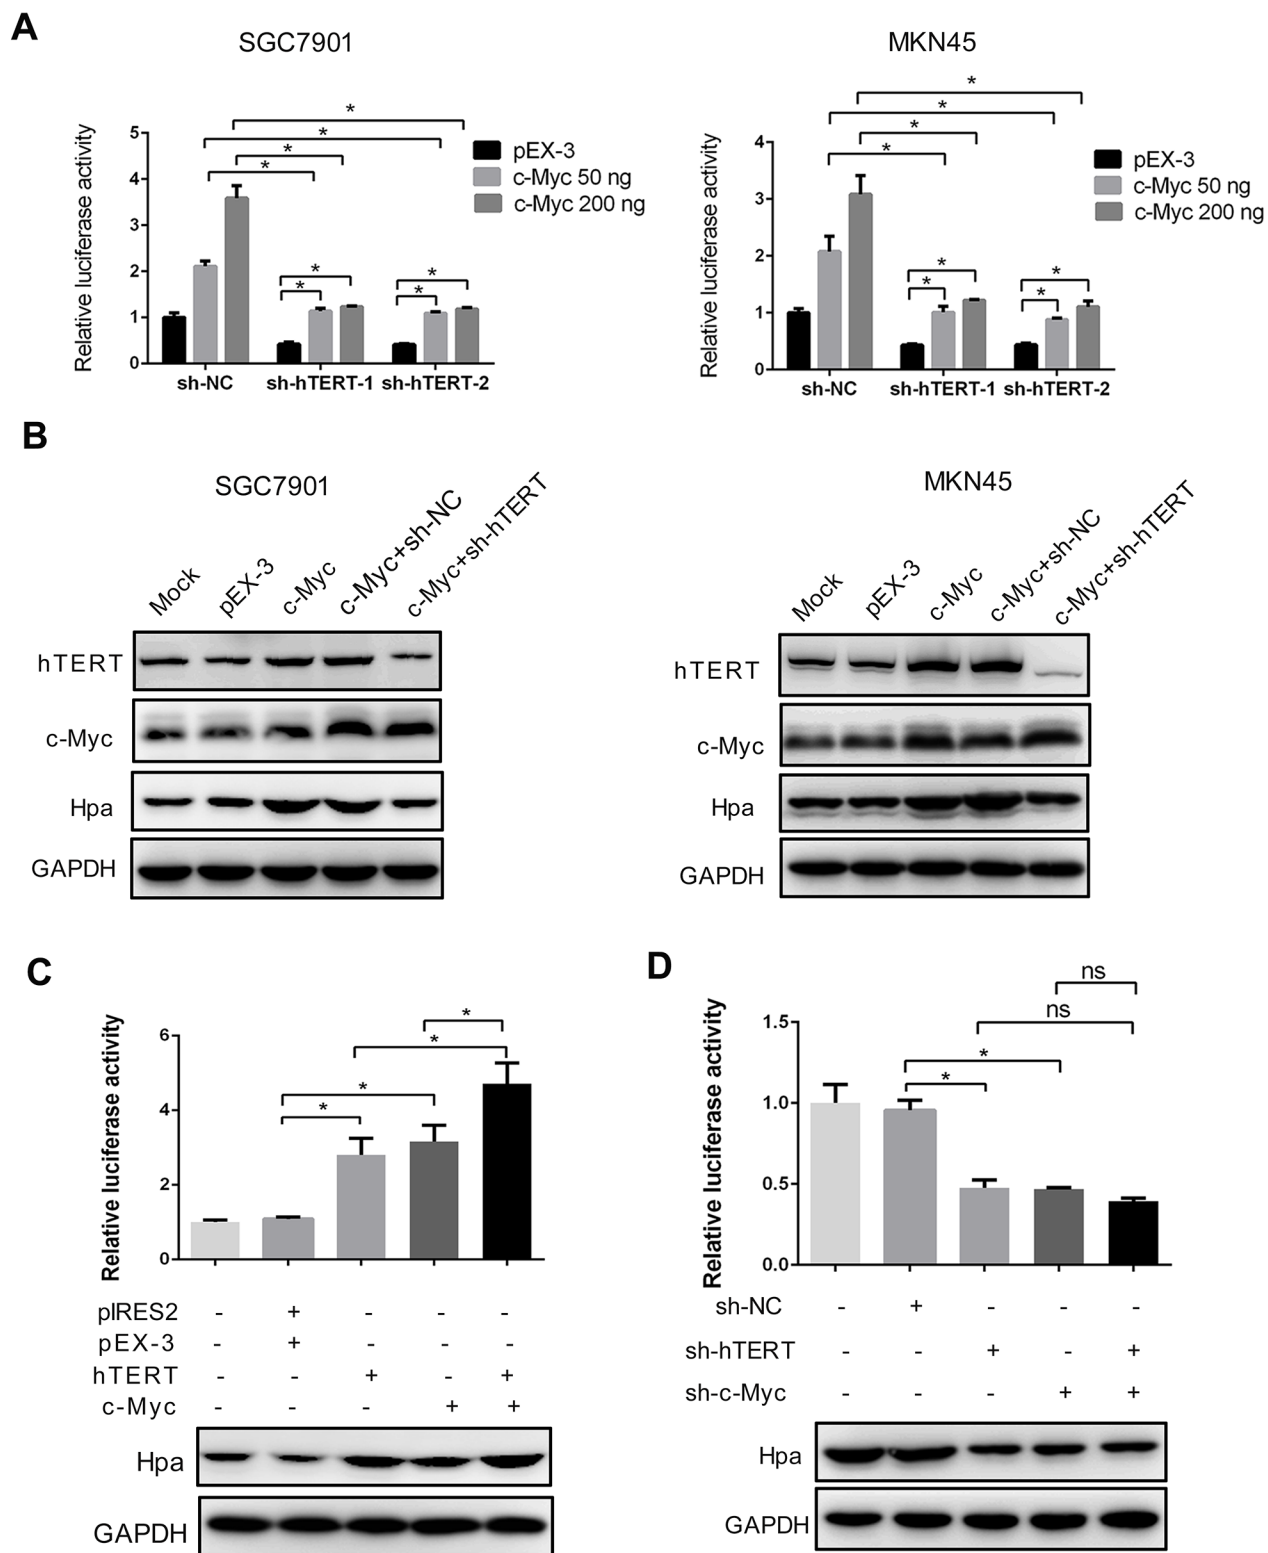 A
SGC7901
MKN45
* * * *
* * * *
Relative luciferase activity
5
4
3
2
1
0
* * * *
pEX-3
c-Myc 50 ng
c-Myc 200 ng
sh-NC sh-hTERT-1 sh-hTERT-2
Relative luciferase activity
4
3
2
1
0
* * * *
pEX-3
c-Myc 50 ng
c-Myc 200 ng
sh-NC sh-hTERT-1 sh-hTERT-2
B
SGC7901
Mock pEX-3 c-Myc c-Myc+sh-NC c-Myc+sh-hTERT
hTERT
c-Myc
Hpa
GAPDH
MKN45
Mock pEX-3 c-Myc c-Myc+sh-NC c-Myc+sh-hTERT
hTERT
c-Myc
Hpa
GAPDH
C
Relative luciferase activity
6
4
2
0
* * * *
pIRES2 - + - - -
pEX-3 - + - - -
hTERT - - + - +
c-Myc - - - + +
Hpa
GAPDH
D
Relative luciferase activity
1.5
1.0
0.5
0.0
ns
ns
*
*
sh-NC - + - - -
sh-hTERT - - + - +
sh-c-Myc - - - + +
Hpa
GAPDH